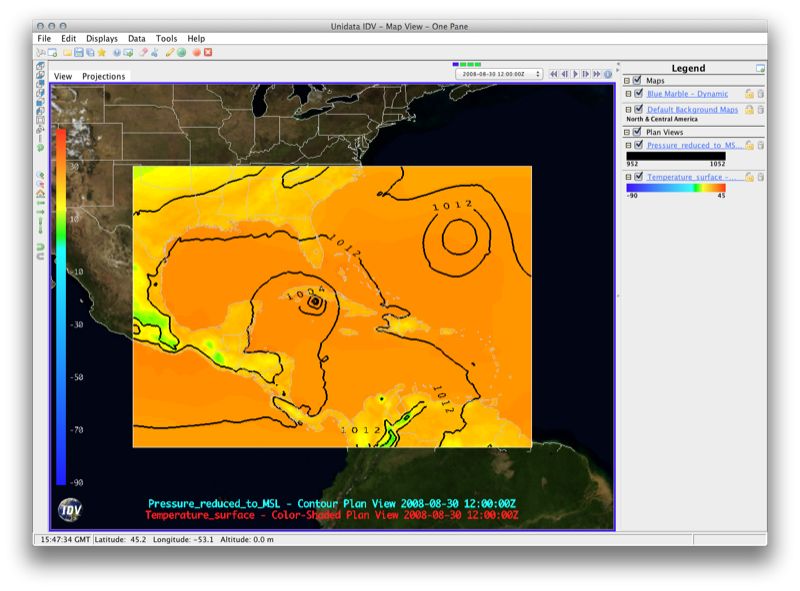 Unidata IDV - Map View - One Pane
File Edit Displays Data Tools Help
View Projections
2008-08-30 12:00:00Z
Legend
Maps
Blue Marble - Dynamic
Default Background Maps
North & Central America
Plan Views
Pressure_reduced_to_MS...
952 1052
Temperature_surface -...
-90 45
30
10
-10
-30
-50
-70
-90
1012
1012
1004
1012
1012
Pressure_reduced_to_MSL - Contour Plan View 2008-08-30 12:00:00Z
Temperature_surface - Color-Shaded Plan View 2008-08-30 12:00:00Z
IDV
15:47:34 GMT Latitude: 45.2 Longitude: -53.1 Altitude: 0.0 m